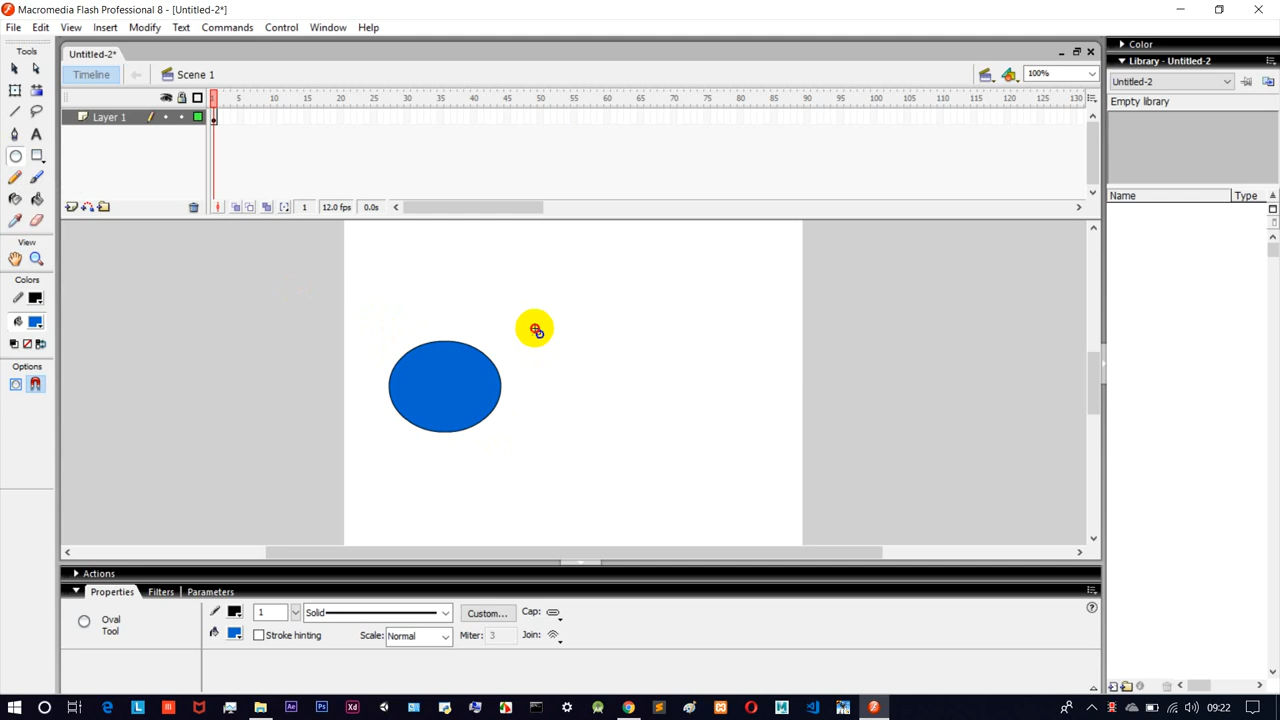 Macromedia Flash Professional 8 - [Untitled-2*]
File Edit View Insert Modify Text Commands Control Window Help
Tools
Untitled-2*
Color
Library - Untitled-2
Timeline
Scene 1
100%
Untitled-2
5 10 15 20 25 30 35 40 45 50 55 60 65 70 75 80 85 90 95 100 105 110 115 120 125 130
Empty library
Layer 1
Name Type
1 12.0 fps 0.0s
View
Colors
Options
Actions
Properties Filters Parameters
Oval
Tool
1
Solid
Custom...
Cap:
Stroke hinting
Scale: Normal
Miter: 3
Join:
09:22